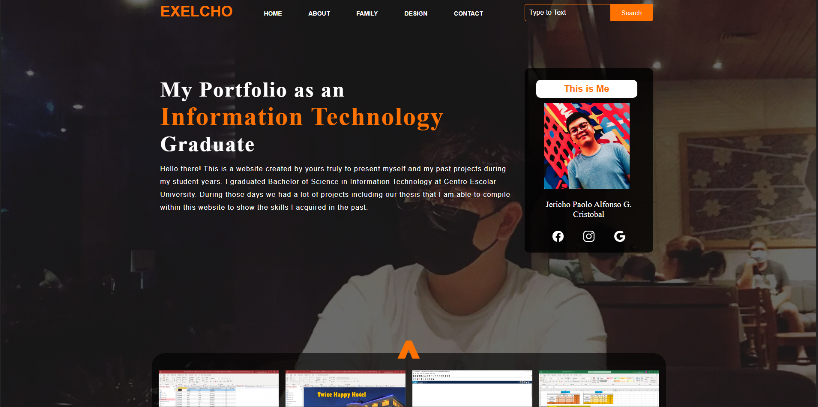 EXELCHO
HOME ABOUT FAMILY DESIGN CONTACT
Type to Text Search
My Portfolio as an
Information Technology
Graduate
Hello there! This is a website created by yours truly to present myself and my past projects during
my student years. I graduated Bachelor of Science in Information Technology at Centro Escolar
University. During those days we had a lot of projects including our thesis that I am able to compile
within this website to show the skills I acquired in the past.
This is Me
Jericho Paolo Alfonso G.
Cristobal
Twice Happy Hotel